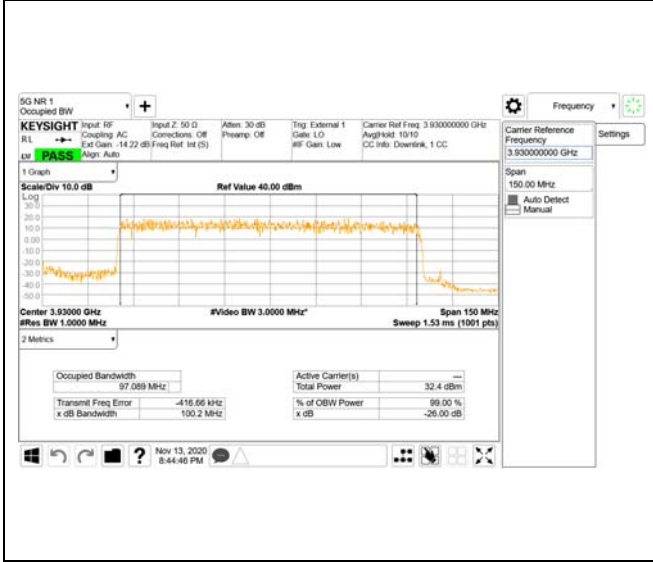 5G NR 1
Occupied BW
Frequency
KEYSIGHT
R L
PASS
Input: RF
Coupling: AC
Ext Gain: -14.22 dB
Align: Auto
Input Z: 50 Ω
Corrections: Off
Freq Ref: Int (S)
Atten: 30 dB
Preamp: Off
Trig: External 1
Gate: LO
#IF Gain: Low
Carrier Ref Freq: 3.930000000 GHz
Avg|Hold: 10/10
CC Info: Downlink, 1 CC
Carrier Reference
Frequency
3.930000000 GHz
Settings
Span
150.00 MHz
Auto Detect
Manual
1 Graph
Scale/Div 10.0 dB
Ref Value 40.00 dBm
Log
30.0
20.0
10.0
0.00
-10.0
-20.0
-30.0
-40.0
-50.0
Center 3.93000 GHz
#Video BW 3.0000 MHz*
Span 150 MHz
#Res BW 1.0000 MHz
Sweep 1.53 ms (1001 pts)
2 Metrics
Occupied Bandwidth
97.089 MHz
Active Carrier(s)
---
Total Power
32.4 dBm
Transmit Freq Error
-416.66 kHz
% of OBW Power
99.00 %
x dB Bandwidth
100.2 MHz
x dB
-26.00 dB
?
Nov 13, 2020
8:44:46 PM